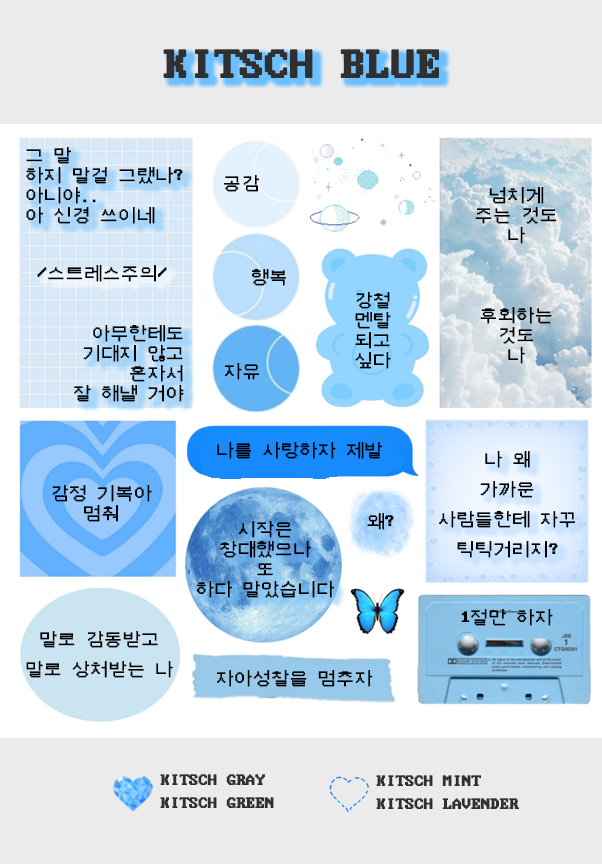 KITSCH BLUE
그 말
하지 말걸 그랬나?
아니야..
아 신경 쓰이네
/스트레스주의/
아무한테도
기대지 않고
혼자서
잘 해낼 거야
공감
행복
자유
강철
멘탈
되고
싶다
넘치게
주는 것도
나
후회하는
것도
나
감정 기복아
멈춰
나를 사랑하자 제발
시작은
창대했으나
또
하다 말았습니다
왜?
나 왜
가까운
사람들한테 자꾸
틱틱거리지?
말로 감동받고
말로 상처받는 나
자아성찰을 멈추자
1절만 하자
SIDE
1
DOLBY SYSTEM
KITSCH GRAY
KITSCH GREEN
KITSCH MINT
KITSCH LAVENDER